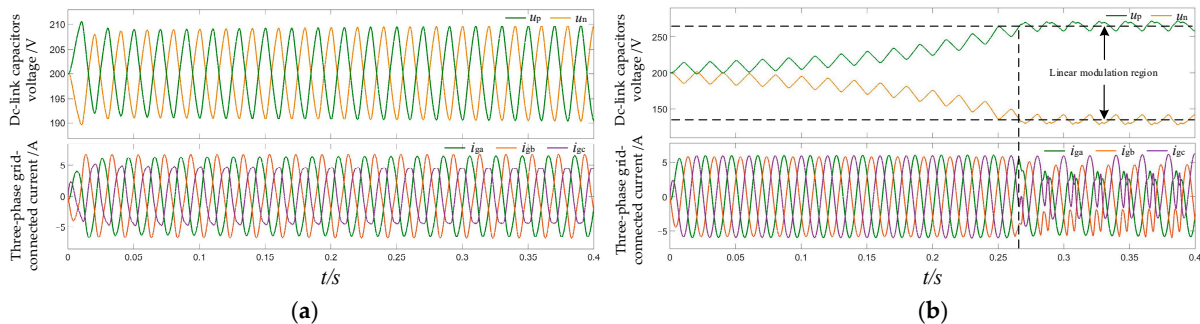 Dc-link capacitors
voltage /V
210
205
200
195
190
up un
Three-phase grid-
connected current /A
5
0
-5
iga igb igc
0 0.05 0.1 0.15 0.2 0.25 0.3 0.35 0.4
t/s
(a)
Dc-link capacitors
voltage /V
250
200
150
up un
Linear modulation region
Three-phase grid-
connected current /A
5
0
-5
iga igb igc
0 0.05 0.1 0.15 0.2 0.25 0.3 0.35 0.4
t/s
(b)